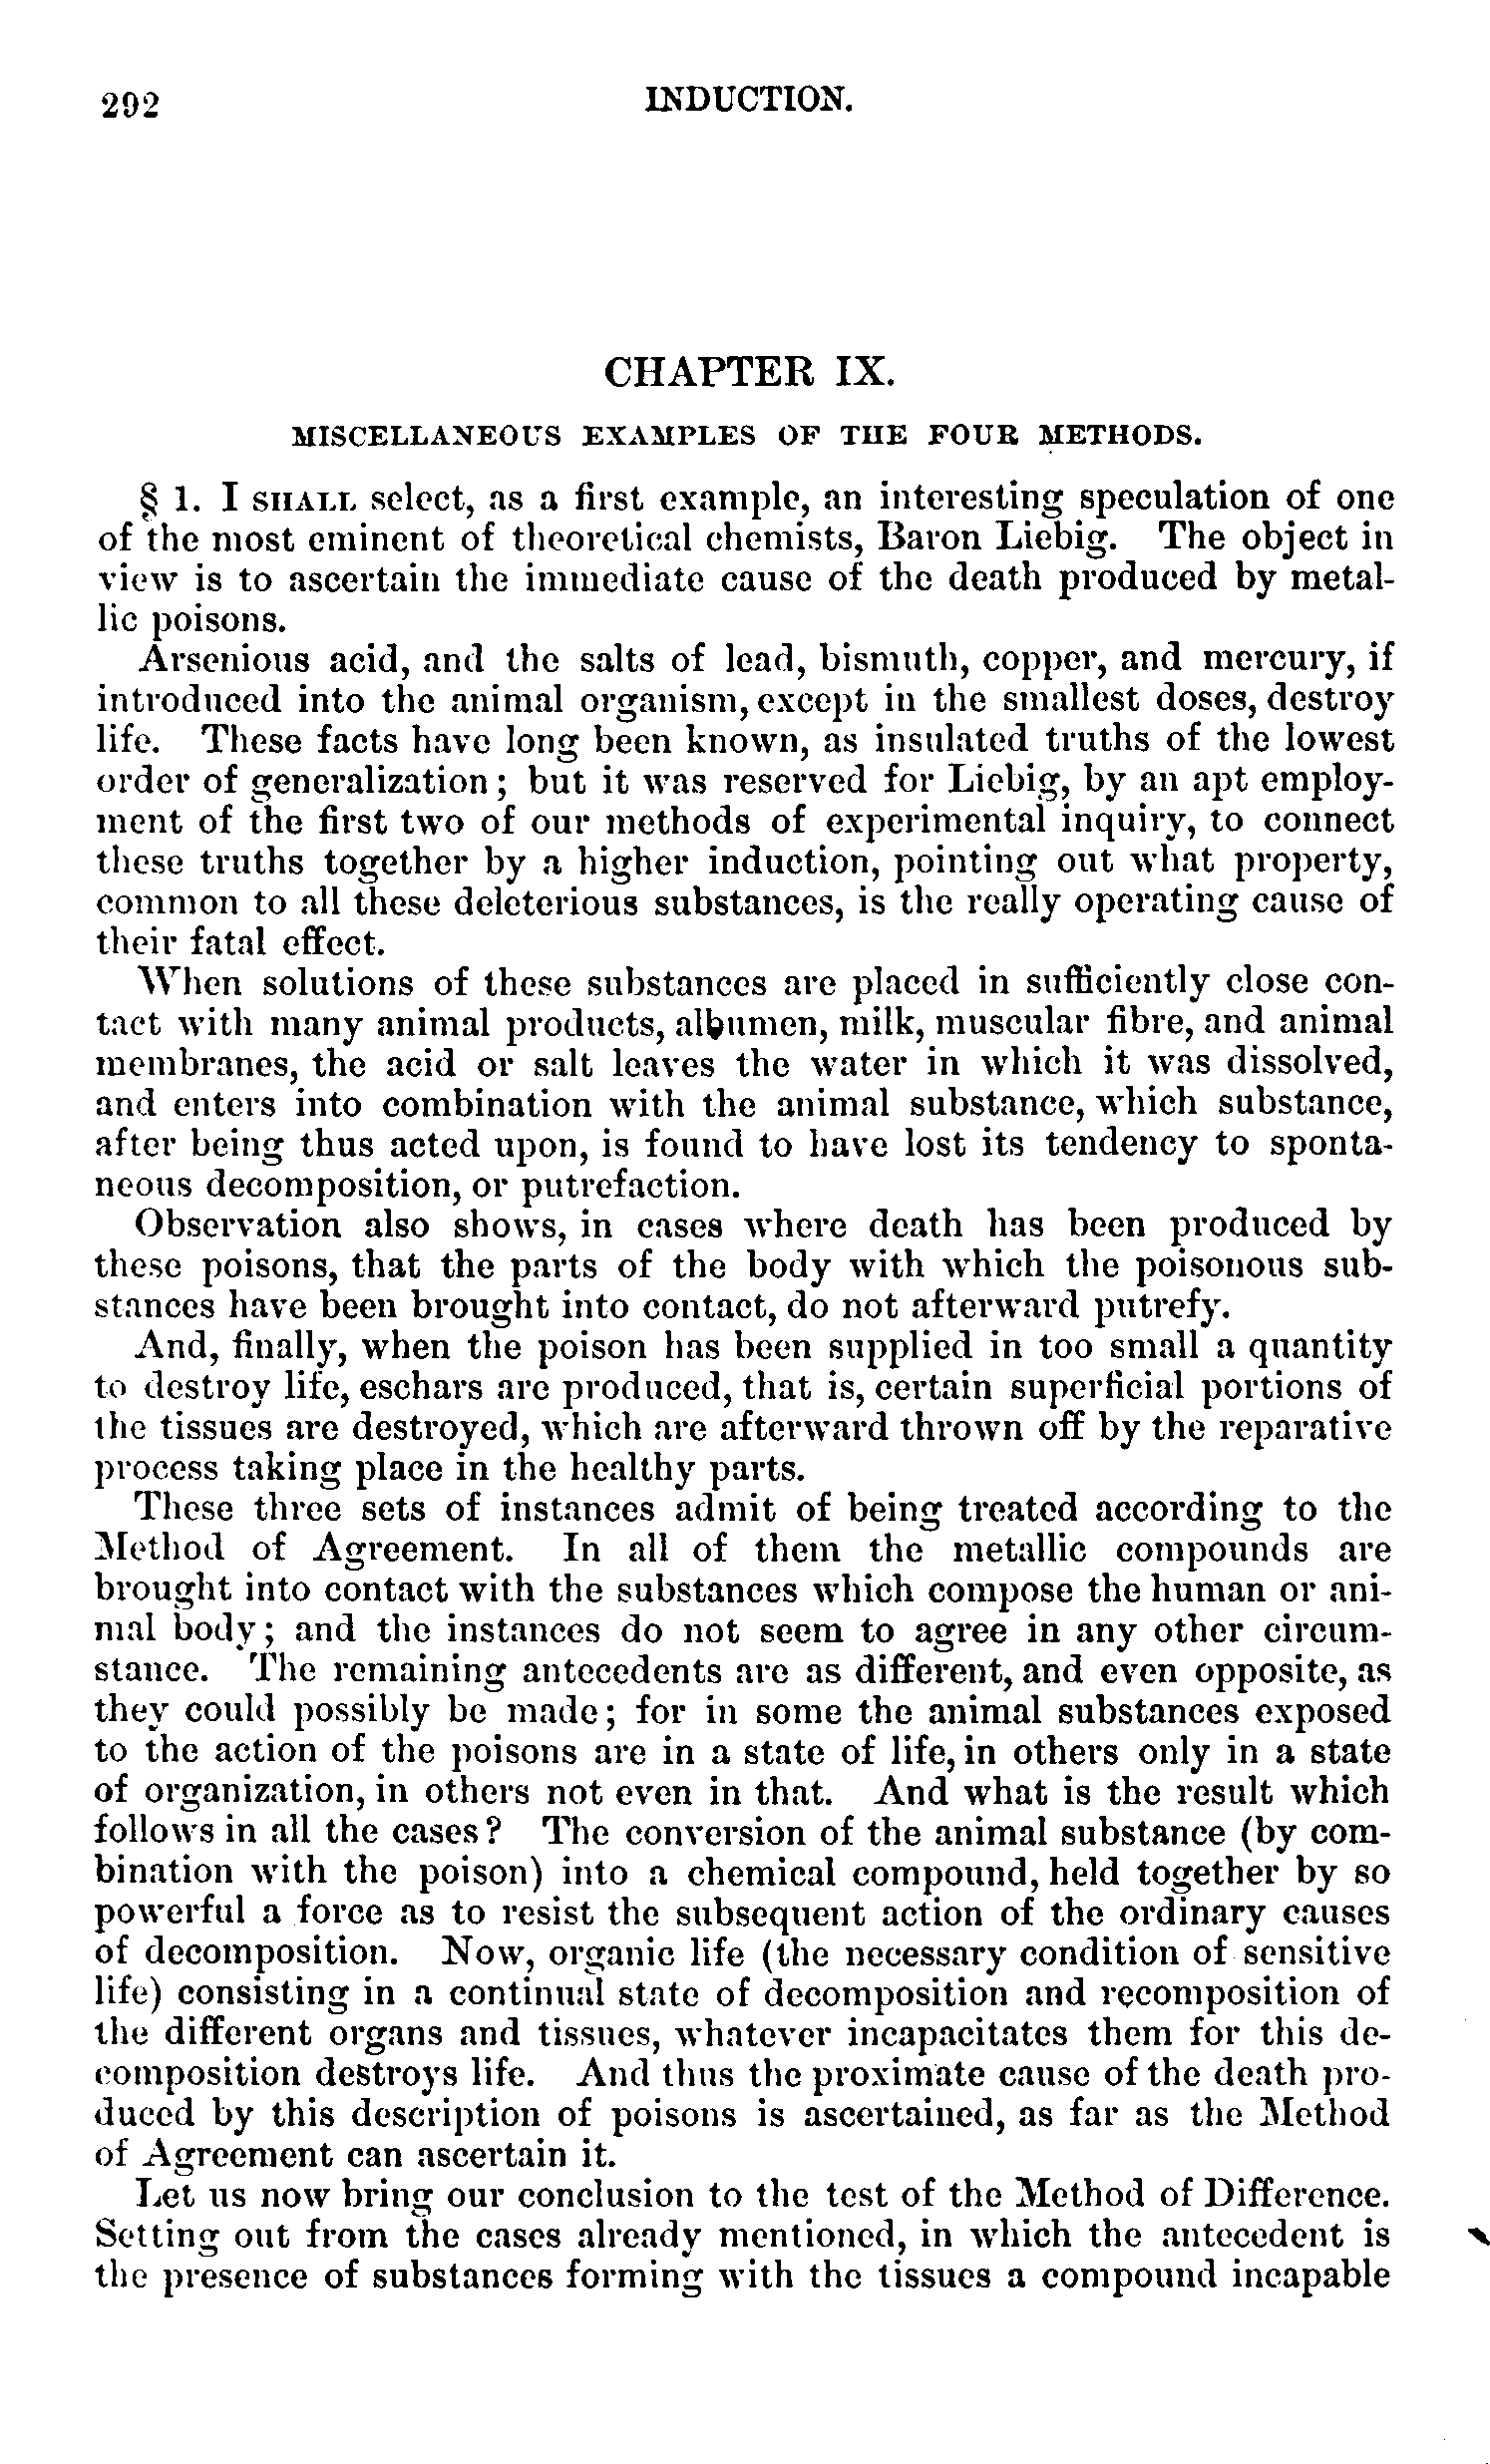 292
INDUCTION.
CHAPTER IX.
MISCELLANEOUS EXAMPLES OF THE FOUR METHODS.
§ 1. I SHALL select, as a first example, an interesting speculation of one
of the most eminent of theoretical chemists, Baron Liebig. The object in
view is to ascertain the immediate cause of the death produced by metal-
lic poisons.
Arsenious acid, and the salts of lead, bismuth, copper, and mercury, if
introduced into the animal organism, except in the smallest doses, destroy
life. These facts have long been known, as insulated truths of the lowest
order of generalization; but it was reserved for Liebig, by an apt employ-
ment of the first two of our methods of experimental inquiry, to connect
these truths together by a higher induction, pointing out what property,
common to all these deleterious substances, is the really operating cause of
their fatal effect.
When solutions of these substances are placed in sufficiently close con-
tact with many animal products, albumen, milk, muscular fibre, and animal
membranes, the acid or salt leaves the water in which it was dissolved,
and enters into combination with the animal substance, which substance,
after being thus acted upon, is found to have lost its tendency to sponta-
neous decomposition, or putrefaction.
Observation also shows, in cases where death has been produced by
these poisons, that the parts of the body with which the poisonous sub-
stances have been brought into contact, do not afterward putrefy.
And, finally, when the poison has been supplied in too small a quantity
to destroy life, eschars are produced, that is, certain superficial portions of
the tissues are destroyed, which are afterward thrown off by the reparative
process taking place in the healthy parts.
These three sets of instances admit of being treated according to the
Method of Agreement. In all of them the metallic compounds are
brought into contact with the substances which compose the human or ani-
mal body; and the instances do not seem to agree in any other circum-
stance. The remaining antecedents are as different, and even opposite, as
they could possibly be made; for in some the animal substances exposed
to the action of the poisons are in a state of life, in others only in a state
of organization, in others not even in that. And what is the result which
follows in all the cases? The conversion of the animal substance (by com-
bination with the poison) into a chemical compound, held together by so
powerful a force as to resist the subsequent action of the ordinary causes
of decomposition. Now, organic life (the necessary condition of sensitive
life) consisting in a continual state of decomposition and recomposition of
the different organs and tissues, whatever incapacitates them for this de-
composition destroys life. And thus the proximate cause of the death pro-
duced by this description of poisons is ascertained, as far as the Method
of Agreement can ascertain it.
Let us now bring our conclusion to the test of the Method of Difference.
Setting out from the cases already mentioned, in which the antecedent is
the presence of substances forming with the tissues a compound incapable